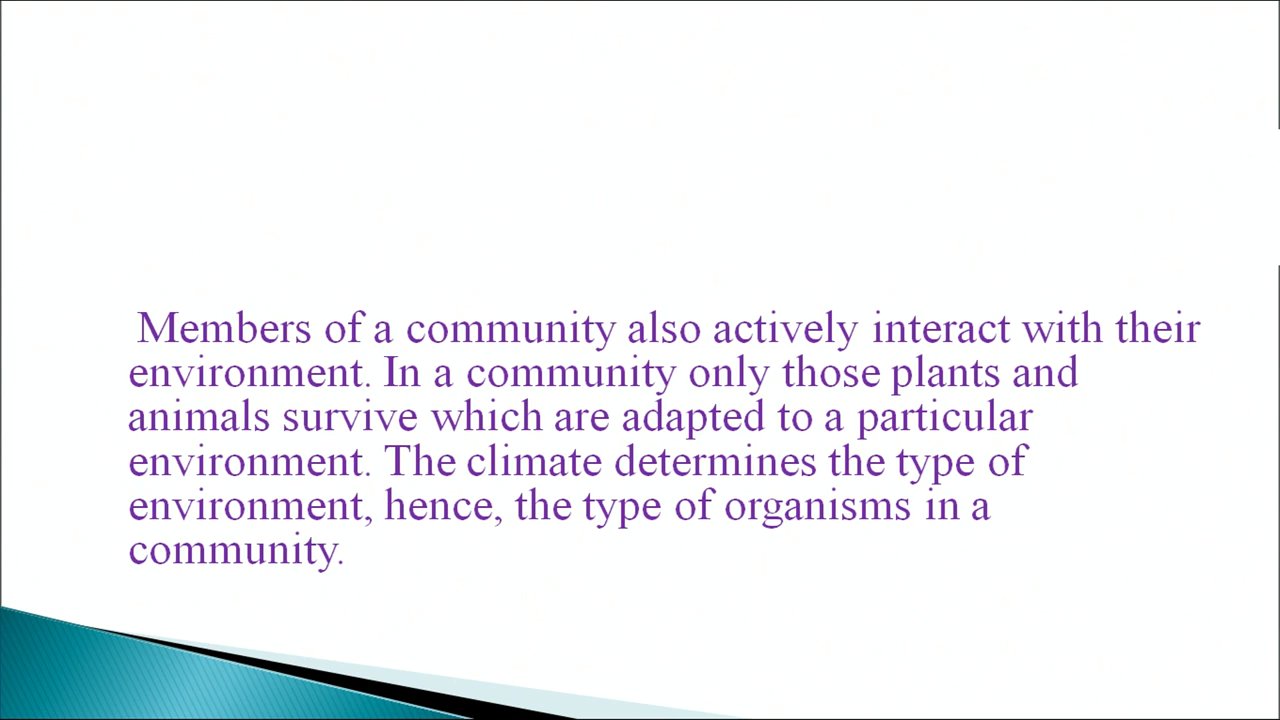 Members of a community also actively interact with their
environment. In a community only those plants and
animals survive which are adapted to a particular
environment. The climate determines the type of
environment, hence, the type of organisms in a
community.